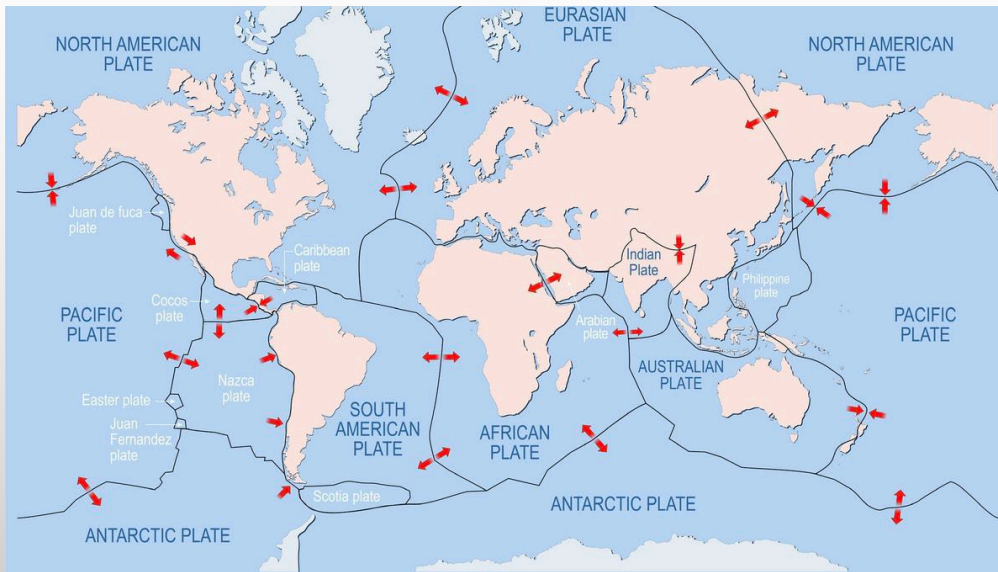 EURASIAN
PLATE
NORTH AMERICAN
PLATE
NORTH AMERICAN
PLATE
Juan de fuca
plate
Caribbean
plate
Indian
Plate
Philippine
plate
Cocos
plate
PACIFIC
PLATE
Arabian
plate
PACIFIC
PLATE
AUSTRALIAN
PLATE
Nazca
plate
Easter plate
Juan
Fernandez
plate
SOUTH
AMERICAN
PLATE
AFRICAN
PLATE
Scotia plate
ANTARCTIC PLATE
ANTARCTIC PLATE